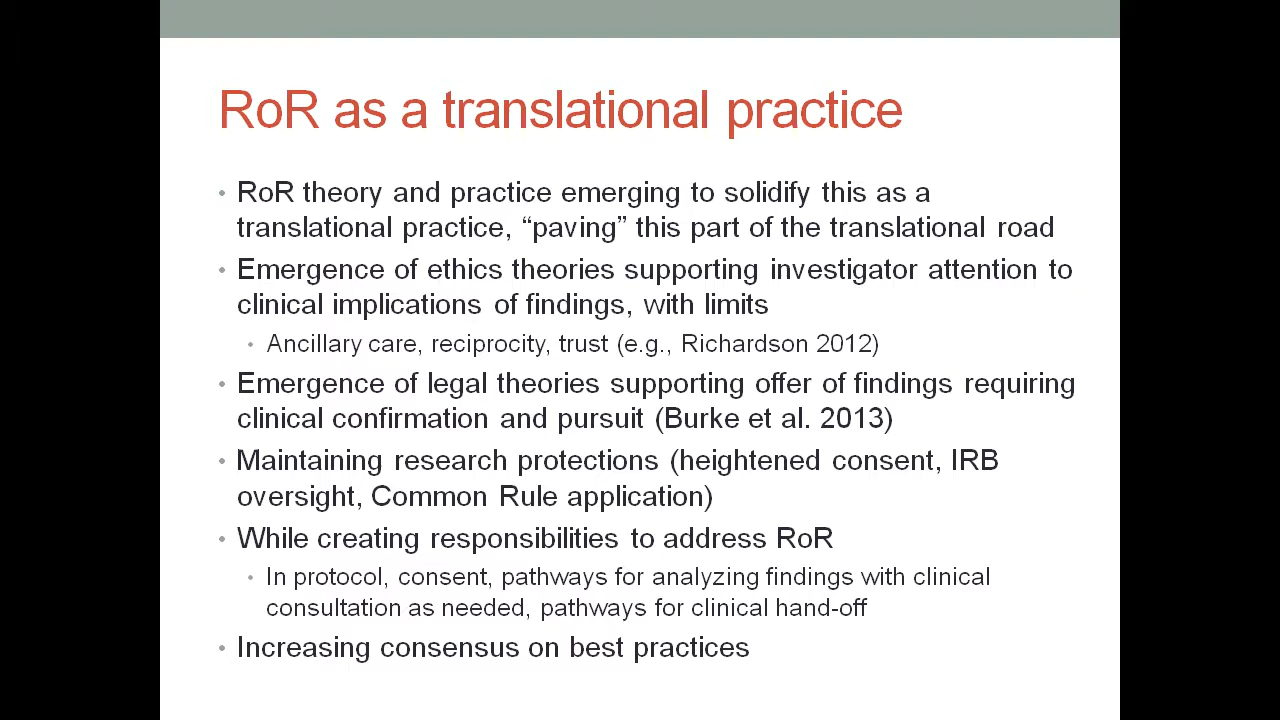 RoR as a translational practice
• RoR theory and practice emerging to solidify this as a
translational practice, “paving” this part of the translational road
• Emergence of ethics theories supporting investigator attention to
clinical implications of findings, with limits
• Ancillary care, reciprocity, trust (e.g., Richardson 2012)
• Emergence of legal theories supporting offer of findings requiring
clinical confirmation and pursuit (Burke et al. 2013)
• Maintaining research protections (heightened consent, IRB
oversight, Common Rule application)
• While creating responsibilities to address RoR
• In protocol, consent, pathways for analyzing findings with clinical
consultation as needed, pathways for clinical hand-off
• Increasing consensus on best practices